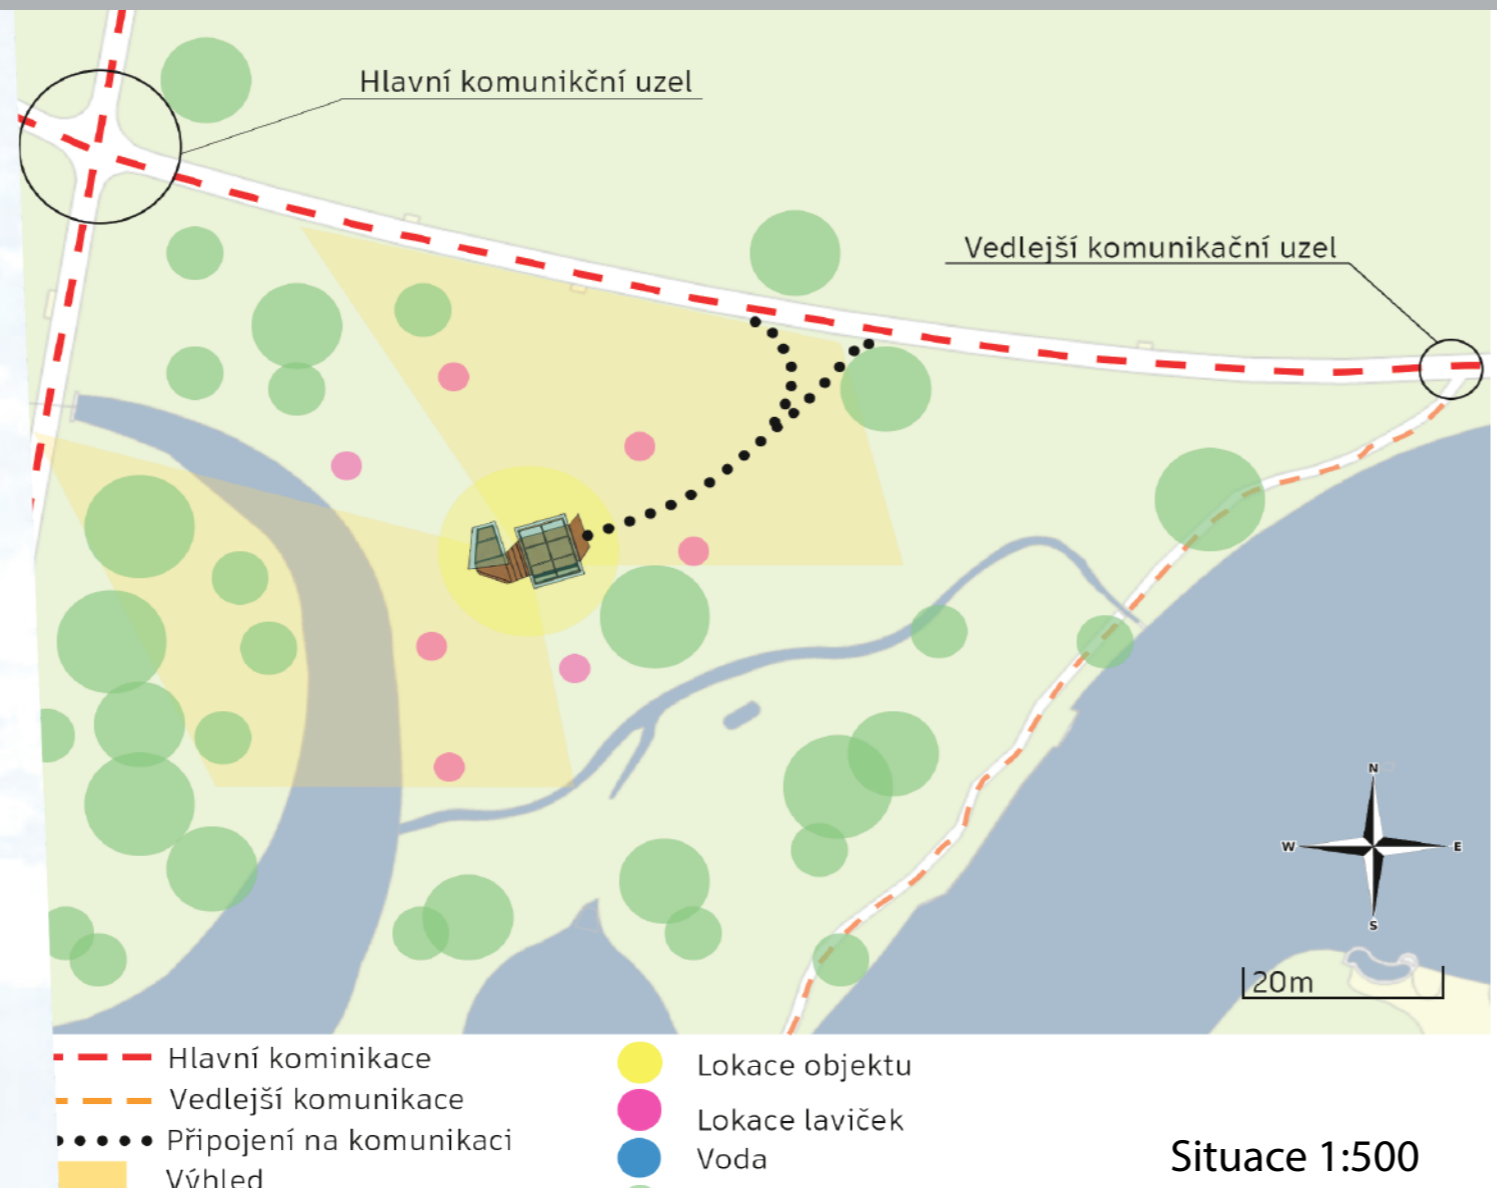 Hlavní komunikční uzel
Vedlejší komunikační uzel
N
W E
S
20m
Hlavní kominikace
Vedlejší komunikace
Připojení na komunikaci
Výhled
Lokace objektu
Lokace laviček
Voda
Situace 1:500